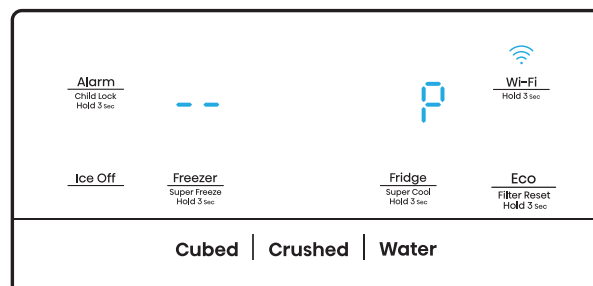 Alarm
Child Lock
Hold 3 Sec
-- P
Wi-Fi
Hold 3 Sec
Ice Off
Freezer
Super Freeze
Hold 3 Sec
Fridge
Super Cool
Hold 3 Sec
Eco
Filter Reset
Hold 3 Sec
Cubed | Crushed | Water